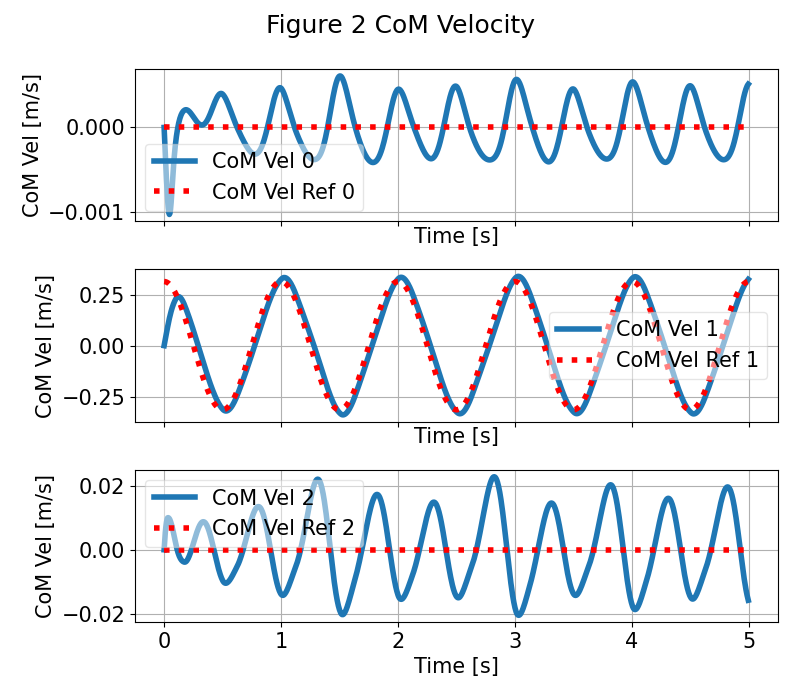 Figure 2 CoM Velocity
CoM Vel [m/s]
0.000
−0.001
CoM Vel 0
CoM Vel Ref 0
Time [s]
CoM Vel [m/s]
0.25
0.00
−0.25
CoM Vel 1
CoM Vel Ref 1
Time [s]
CoM Vel [m/s]
0.02
0.00
−0.02
CoM Vel 2
CoM Vel Ref 2
0 1 2 3 4 5
Time [s]